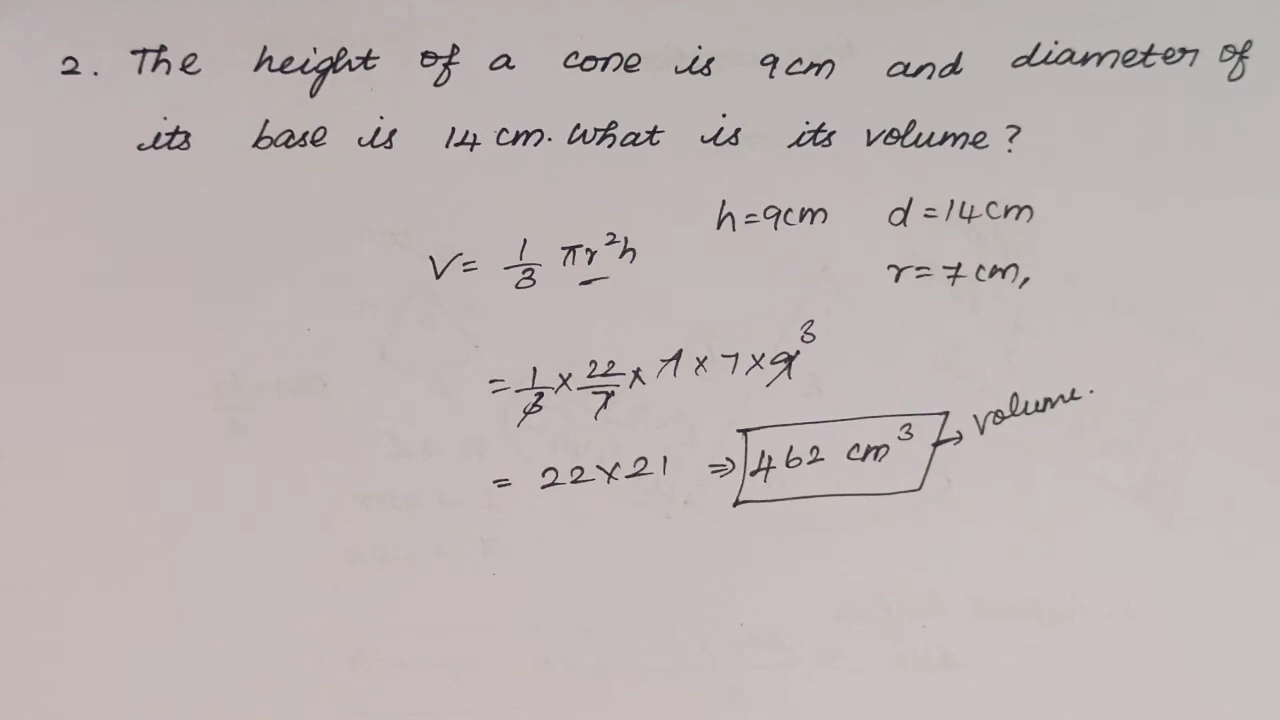 2. The height of a cone is 9cm and diameter of
its base is 14 cm. What is its volume?
h=9cm d=14cm
V= 1/3 πr²h
r=7cm,
= 1/3 × 22/7 × 7 × 7 × 9 3
= 22×21 ⇒ 462 cm³ → volume.